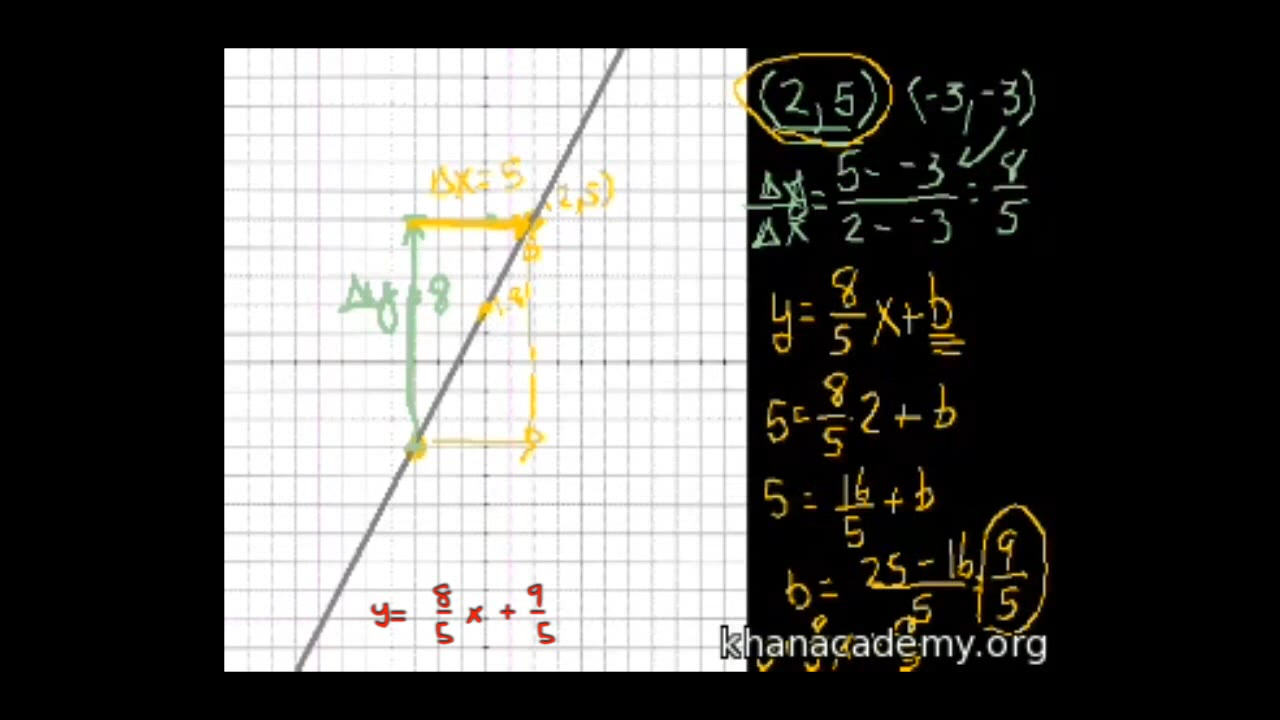 Δx = 5
(2,5)
Δy = 8
1.8
y = 8/5 x + 9/5
(2,5) (-3,-3)
Δy/Δx = 5 - -3 / 2 - -3 = 8/5
y = 8/5 x + b
5 = 8/5 · 2 + b
5 = 16/5 + b
b = 25 - 16 / 5 = 9/5
khanacademy.org